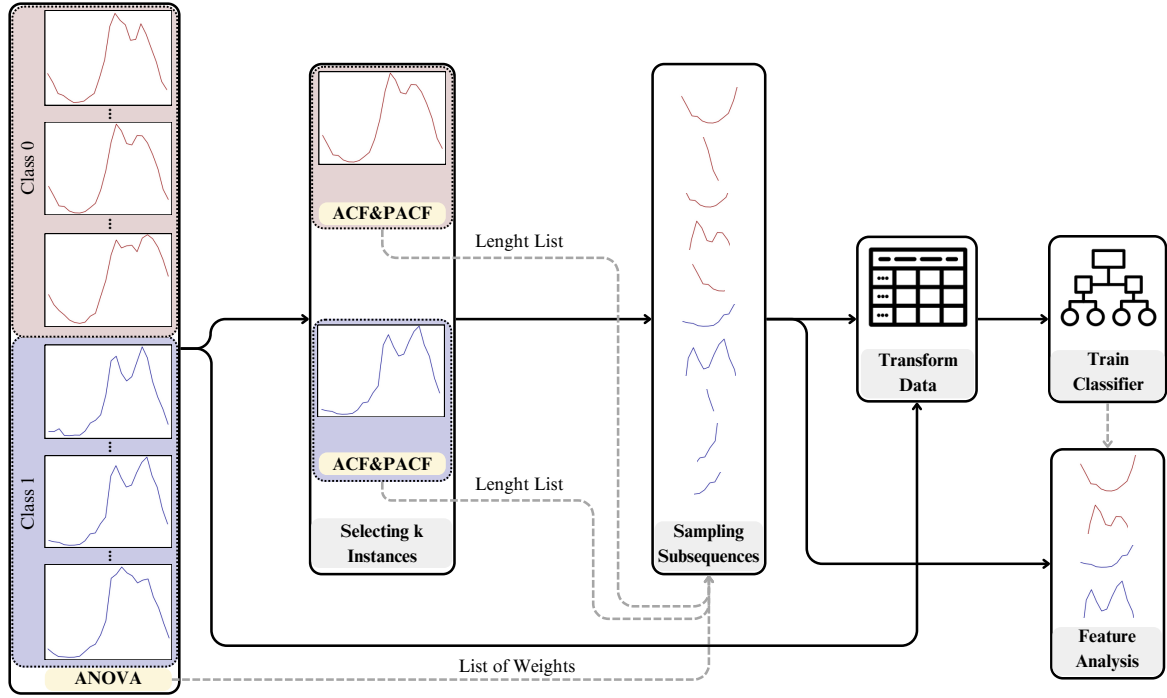 Class 0
Class 1
ANOVA
ACF&PACF
ACF&PACF
Selecting k
Instances
Lenght List
Lenght List
List of Weights
Sampling
Subsequences
Transform
Data
Train
Classifier
Feature
Analysis